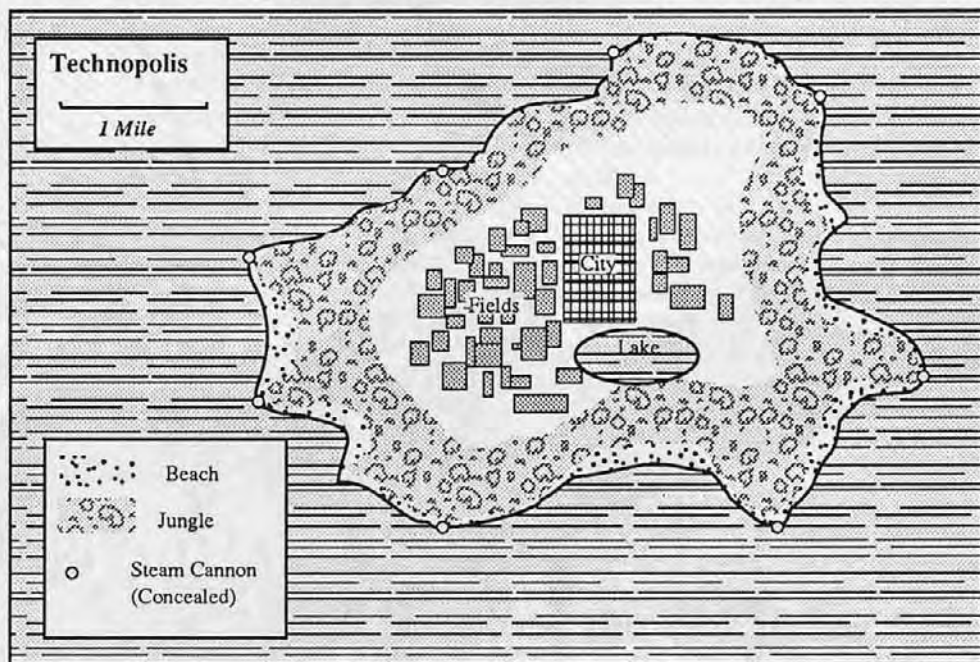 Technopolis
1 Mile
City
Fields
Lake
Beach
Jungle
Steam Cannon
(Concealed)